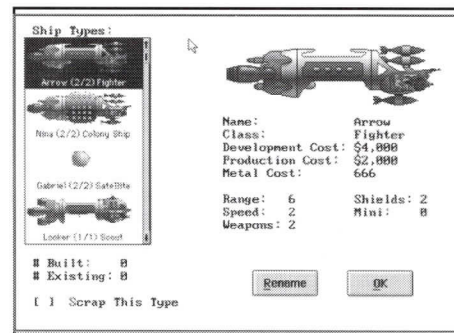 Ship Types:
Arrow (2/2) Fighter
Nina (2/2) Colony Ship
Gabriel (2/2) Satellite
Looker (1/1) Scout
# Built: 0
# Existing: 0
[ ] Scrap This Type
Name: Arrow
Class: Fighter
Development Cost: $4,000
Production Cost: $2,000
Metal Cost: 666
Range: 6 Shields: 2
Speed: 2 Mini: 0
Weapons: 2
Rename OK